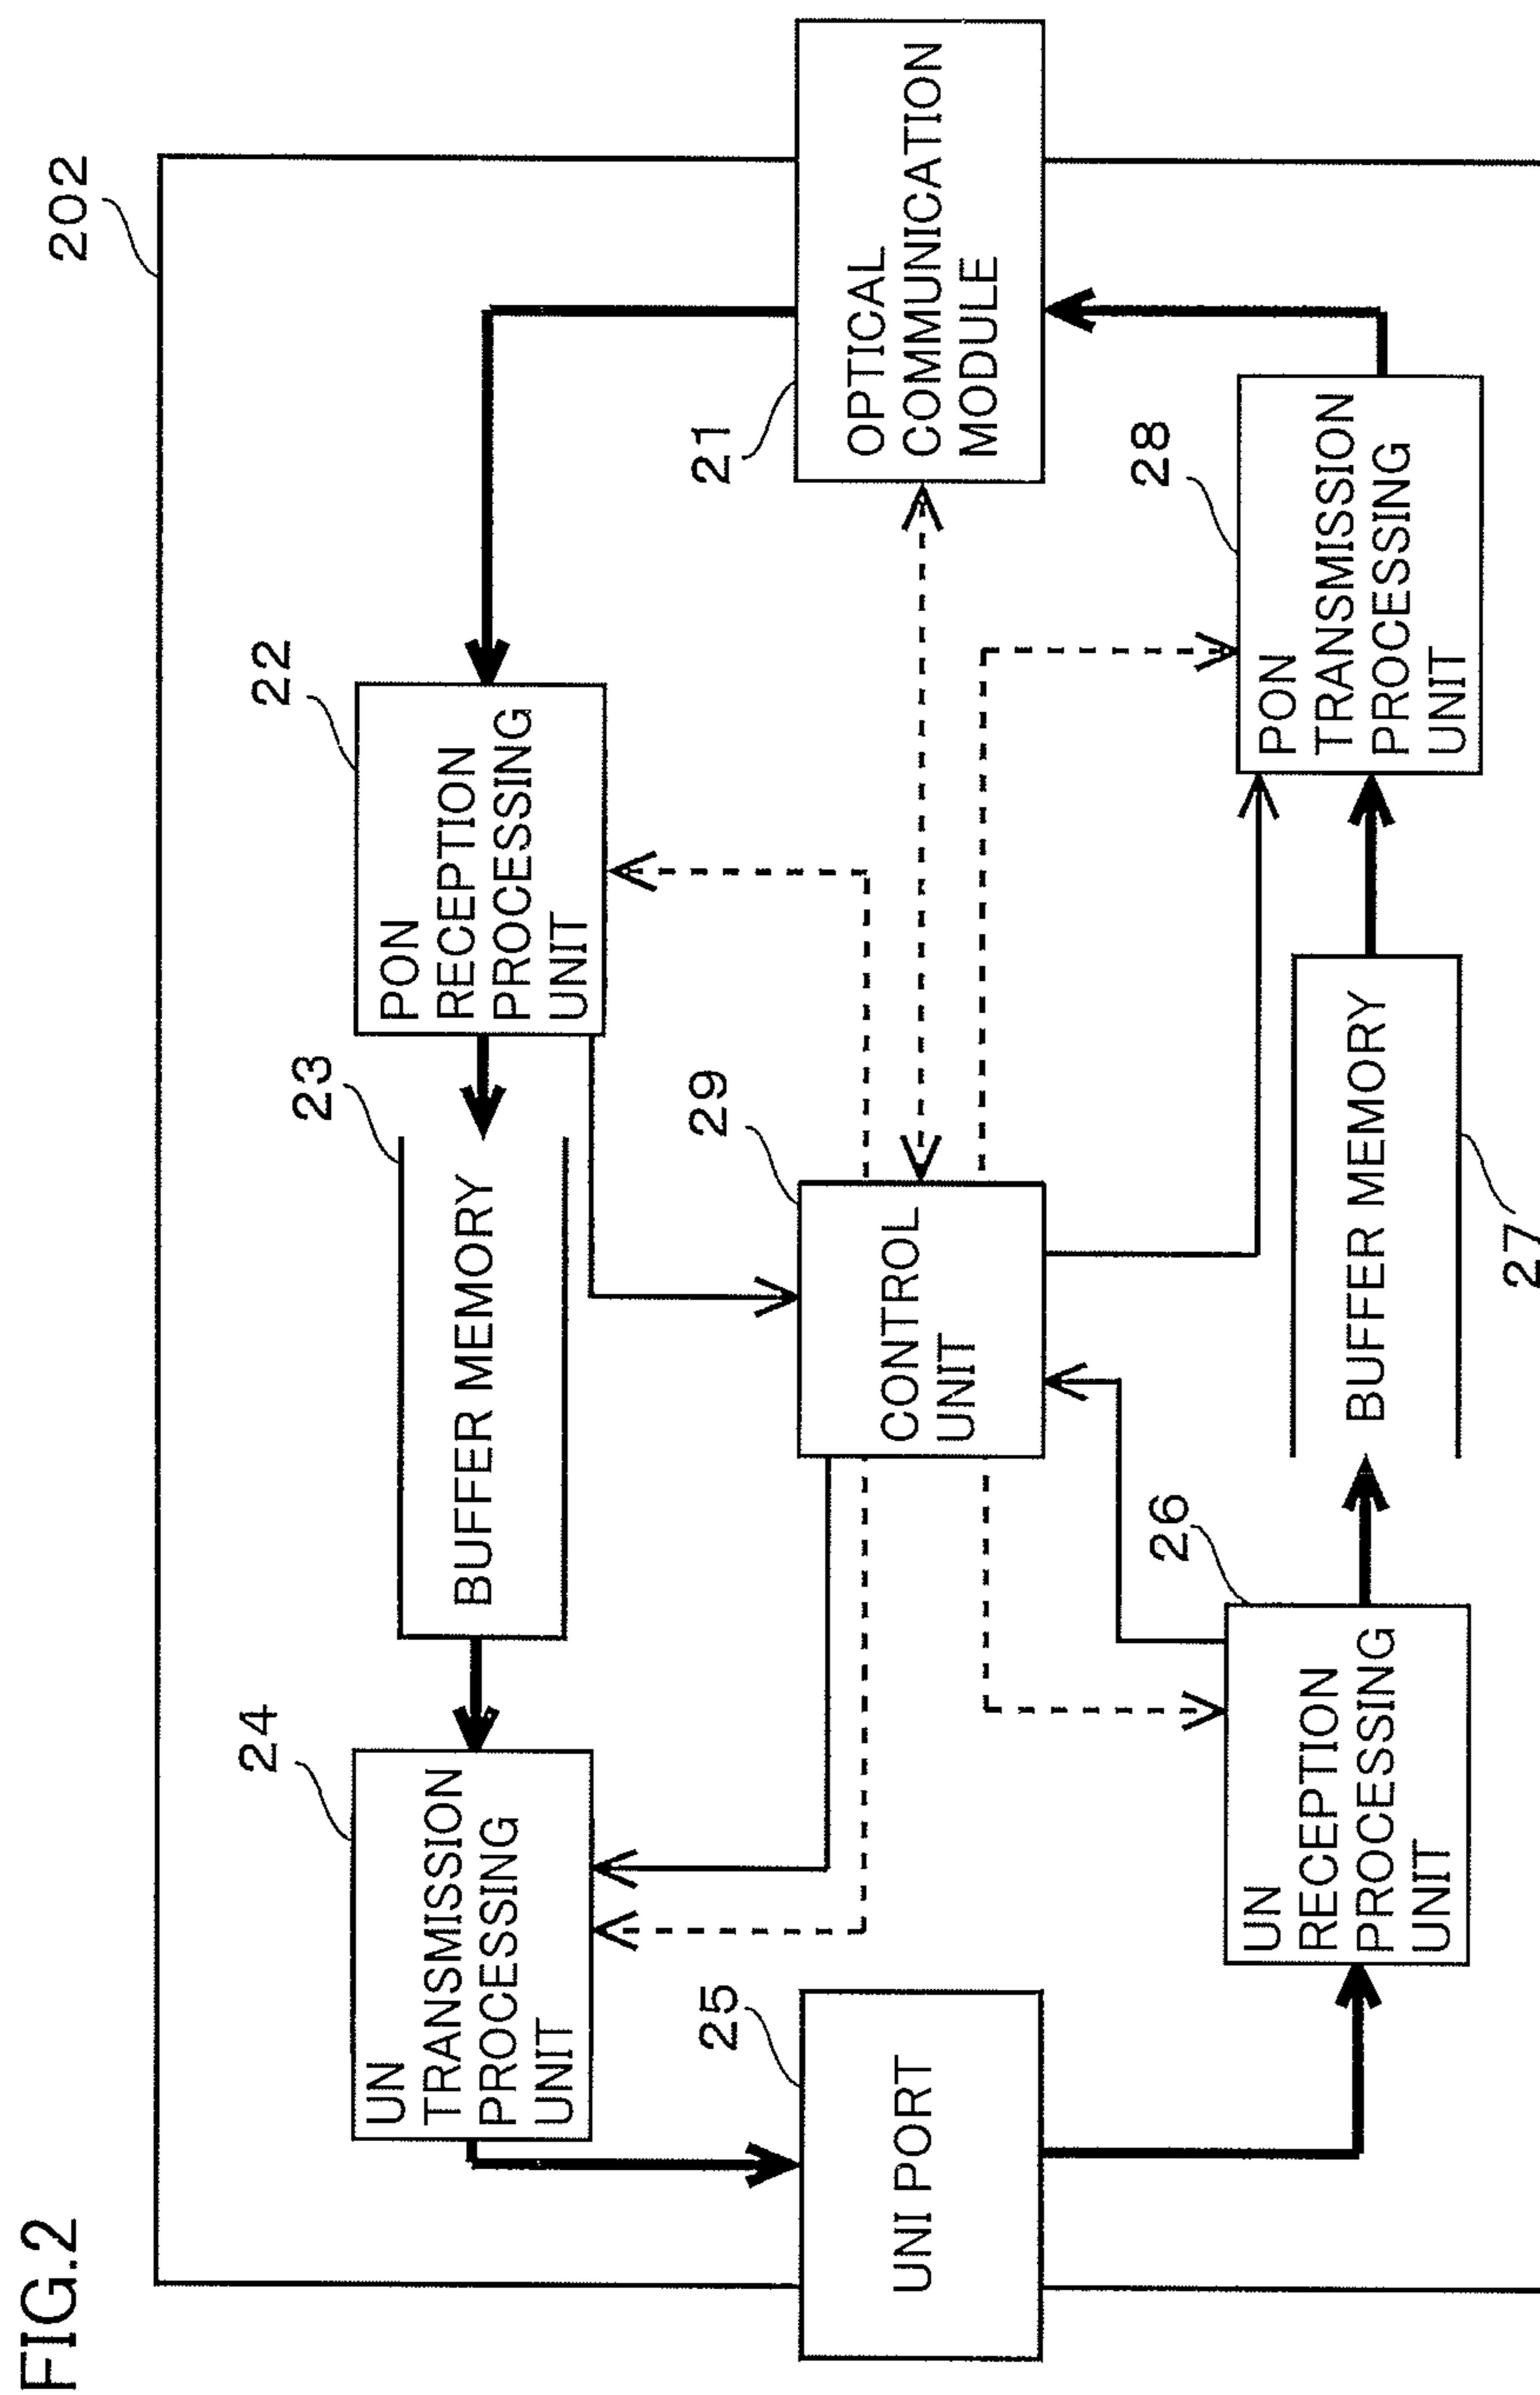 FIG.2
202
24
UN
TRANSMISSION
PROCESSING
UNIT
23
BUFFER MEMORY
22
PON
RECEPTION
PROCESSING
UNIT
25
UNI PORT
29
CONTROL
UNIT
21
OPTICAL
COMMUNICATION
MODULE
26
UN
RECEPTION
PROCESSING
UNIT
27
BUFFER MEMORY
28
PON
TRANSMISSION
PROCESSING
UNIT